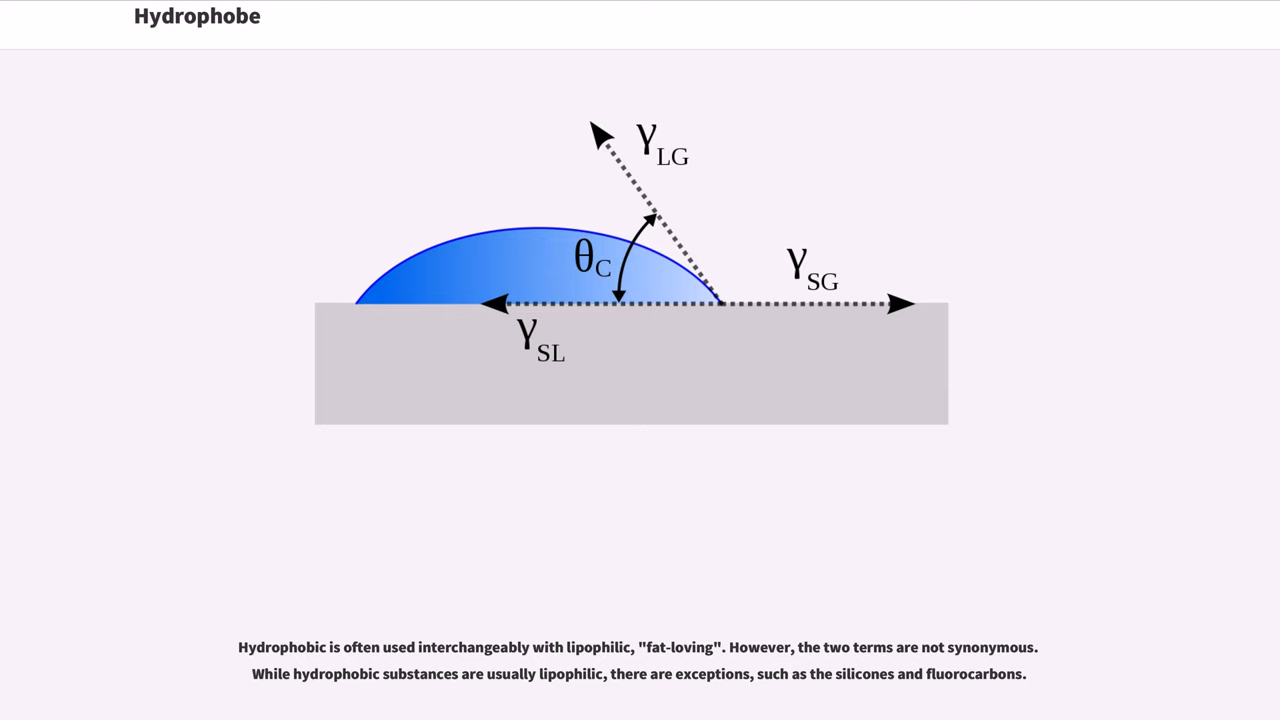 Hydrophobe
γLG
θC
γSG
γSL
Hydrophobic is often used interchangeably with lipophilic, "fat-loving". However, the two terms are not synonymous.
While hydrophobic substances are usually lipophilic, there are exceptions, such as the silicones and fluorocarbons.